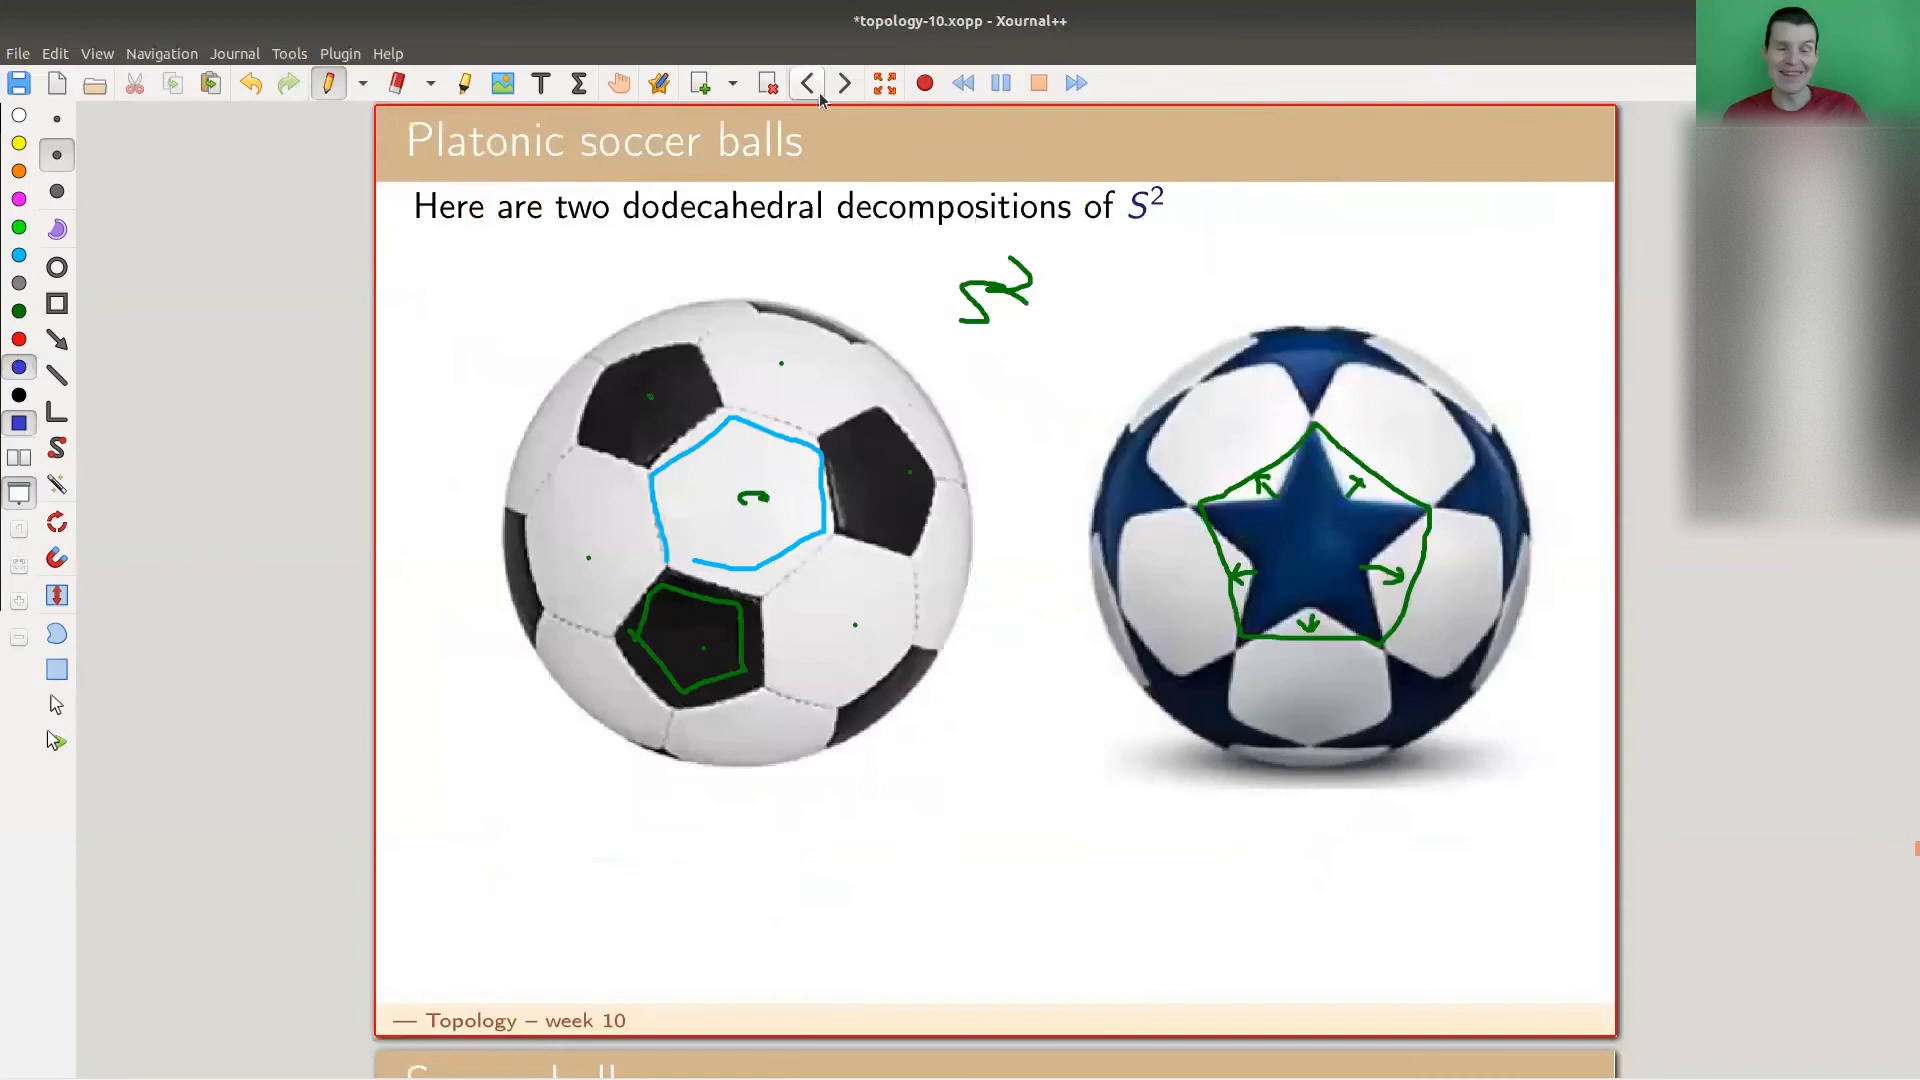 *topology-10.xopp - Xournal++
File Edit View Navigation Journal Tools Plugin Help
Platonic soccer balls
Here are two dodecahedral decompositions of S²
S²
— Topology – week 10